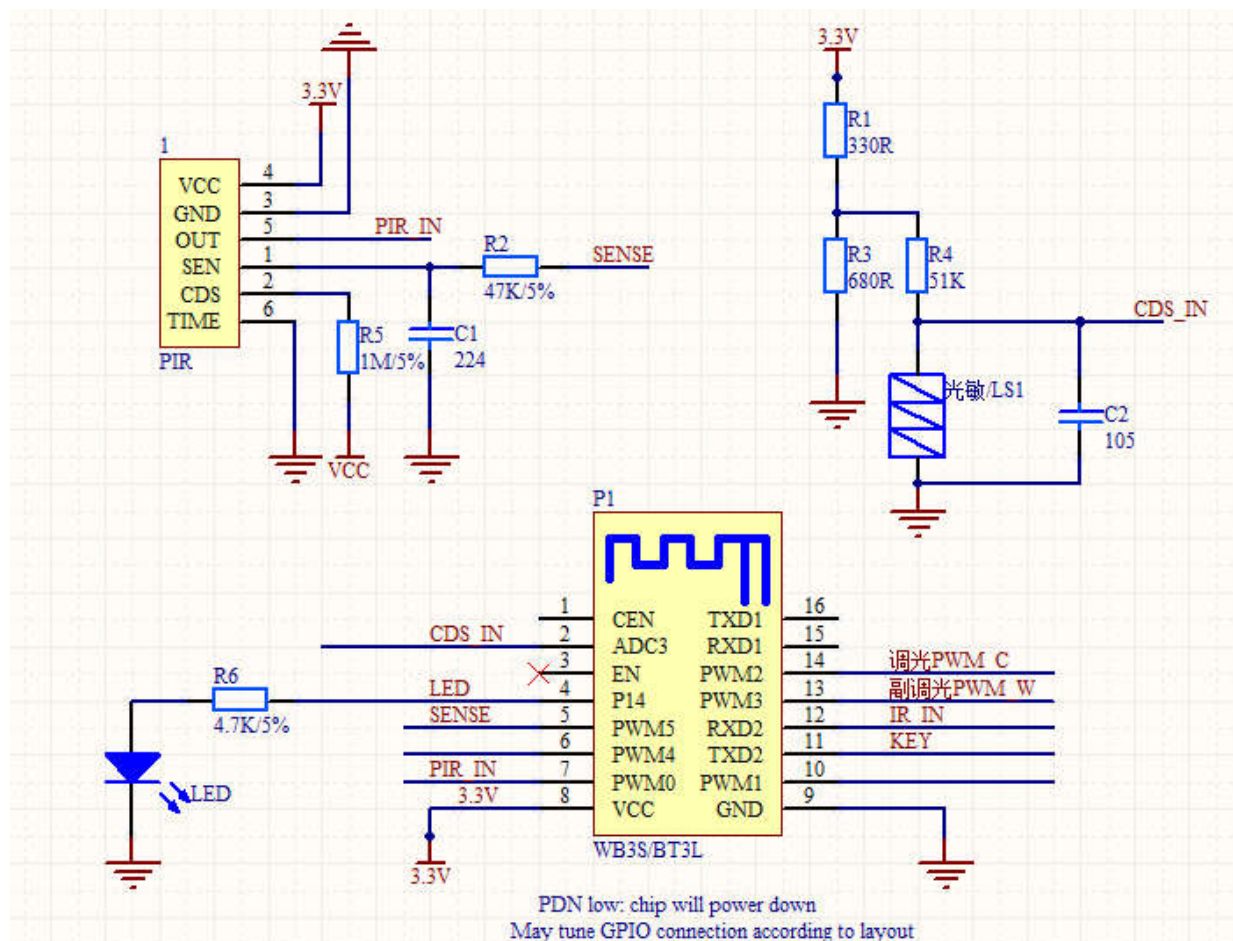 3.3V
1
VCC
4
GND
3
OUT
5
PIR_IN
SEN
1
R2
47K/5%
SENSE
CDS
2
TIME
6
PIR
R5
1M/5%
C1
224
VCC
3.3V
R1
330R
R3
680R
R4
51K
CDS_IN
光敏/LS1
C2
105
P1
1
CEN
TXD1
16
CDS_IN
2
ADC3
RXD1
15
3
EN
PWM2
14
调光PWM_C
LED
4
P14
PWM3
13
副调光PWM_W
SENSE
5
PWM5
RXD2
12
IR_IN
6
PWM4
TXD2
11
KEY
PIR_IN
7
PWM0
PWM1
10
3.3V
8
VCC
GND
9
R6
4.7K/5%
LED
3.3V
WB3S/BT3L
PDN low: chip will power down
May tune GPIO connection according to layout